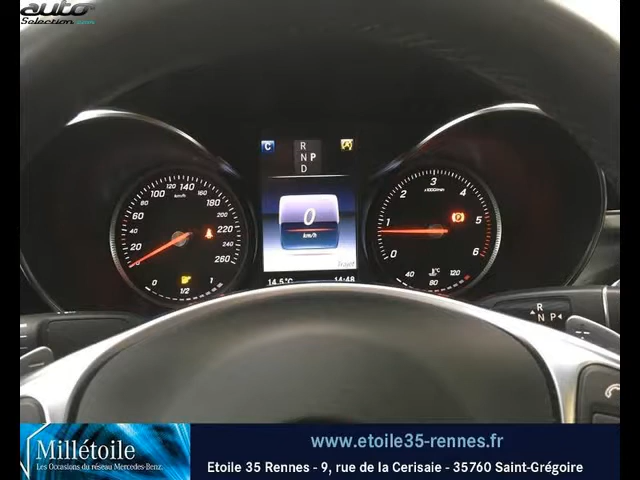 auto
Selection.com
C
R
N P
D
0
km/h
14.5°C 14:48
20
40
60
80
100
120
140
160
180
200
220
240
260
0 1/2 1
0
1
2
3
4
5
6
x1000/min
40 80 120
°C
R
N P
Millétoile
Les Occasions du réseau Mercedes-Benz
www.etoile35-rennes.fr
Etoile 35 Rennes - 9, rue de la Cerisaie - 35760 Saint-Grégoire